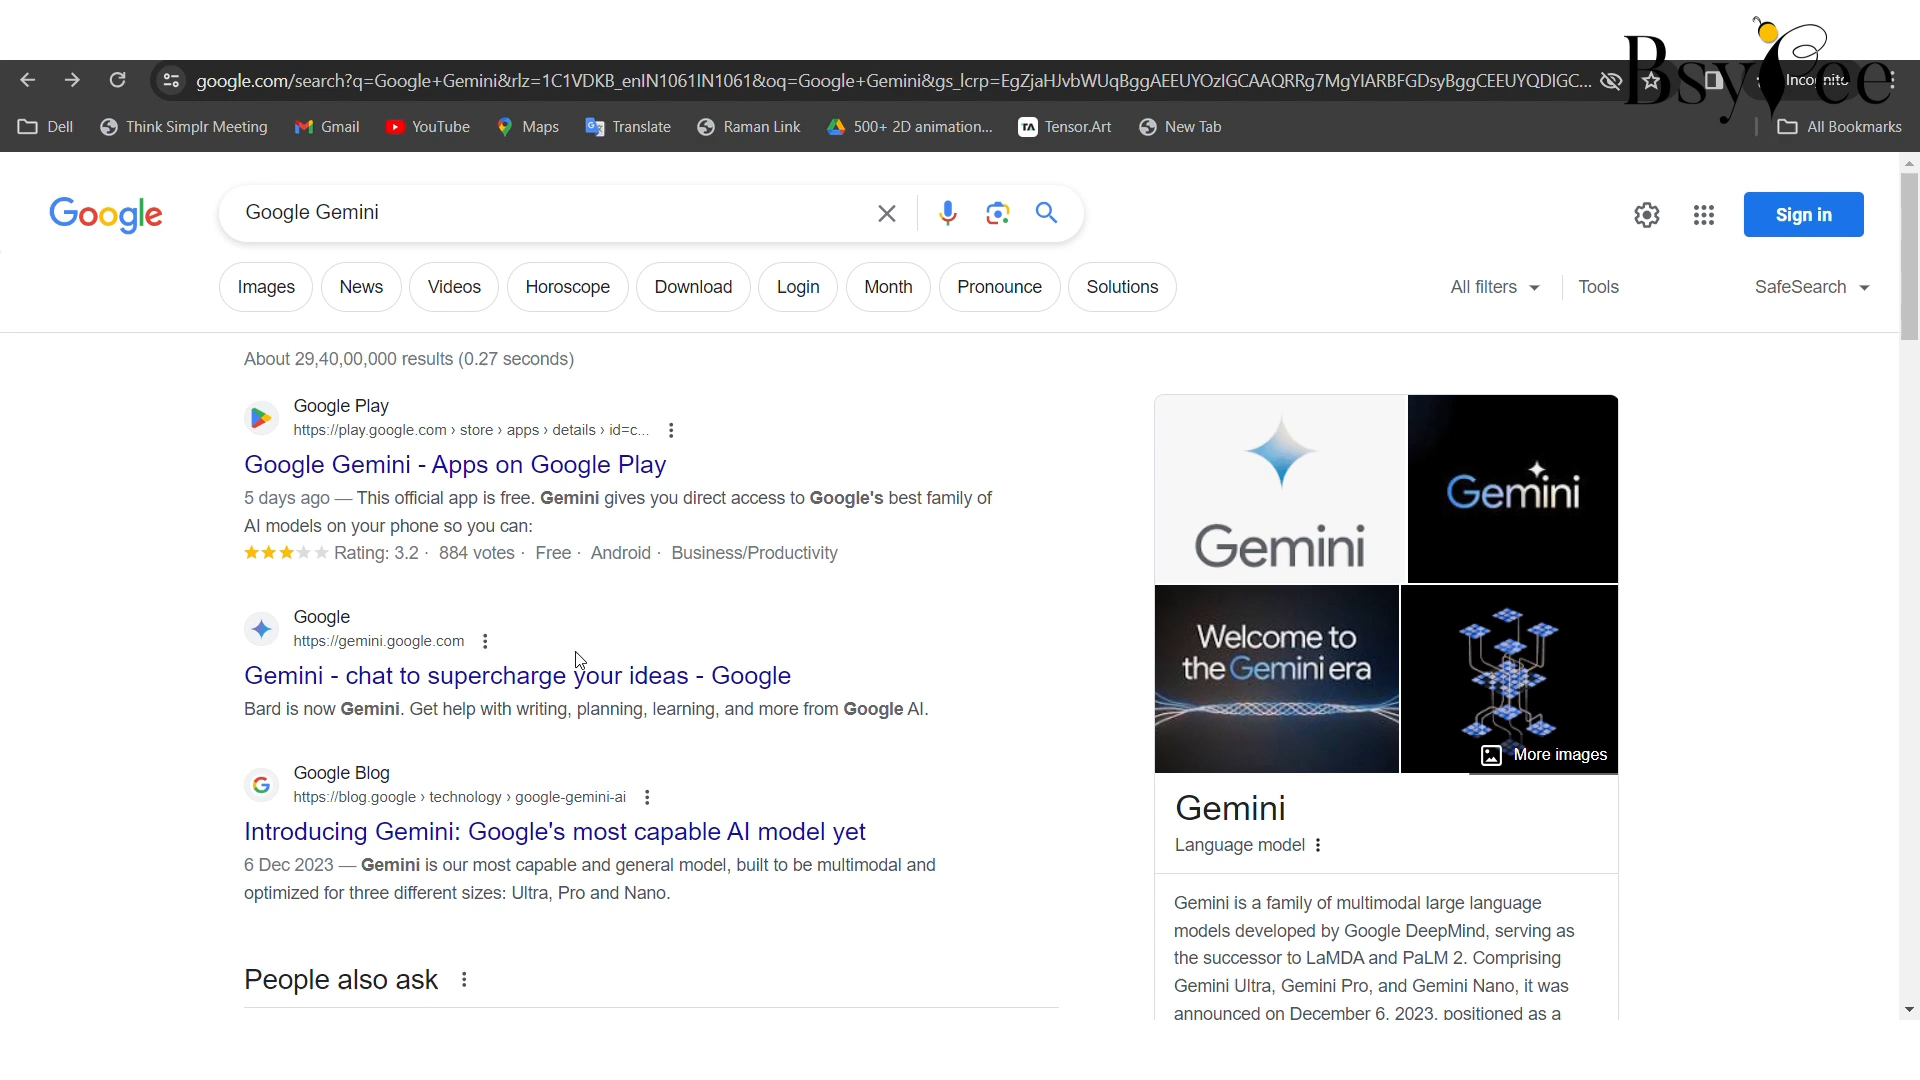 BsyBee
google.com/search?q=Google+Gemini&rlz=1C1VDKB_enIN1061IN1061&oq=Google+Gemini&gs_lcrp=EgZjaHJvbWUqBggAEEUYOzIGCAAQRRg7MgYIARBFGDsyBggCEEUYQDIGC...
Incognito
Dell Think Simplr Meeting Gmail YouTube Maps Translate Raman Link 500+ 2D animation... TA Tensor.Art New Tab All Bookmarks
Google Google Gemini Sign in
Images News Videos Horoscope Download Login Month Pronounce Solutions All filters Tools SafeSearch
About 29,40,00,000 results (0.27 seconds)
Google Play
https://play.google.com › store › apps › details › id=c...
Google Gemini - Apps on Google Play
5 days ago — This official app is free. Gemini gives you direct access to Google's best family of
AI models on your phone so you can:
Rating: 3.2 · 884 votes · Free · Android · Business/Productivity
Google
https://gemini.google.com
Gemini - chat to supercharge your ideas - Google
Bard is now Gemini. Get help with writing, planning, learning, and more from Google AI.
Google Blog
https://blog.google › technology › google-gemini-ai
Introducing Gemini: Google's most capable AI model yet
6 Dec 2023 — Gemini is our most capable and general model, built to be multimodal and
optimized for three different sizes: Ultra, Pro and Nano.
People also ask
Gemini
Gemini
Welcome to
the Gemini era
More images
Gemini
Language model
Gemini is a family of multimodal large language
models developed by Google DeepMind, serving as
the successor to LaMDA and PaLM 2. Comprising
Gemini Ultra, Gemini Pro, and Gemini Nano, it was
announced on December 6, 2023, positioned as a